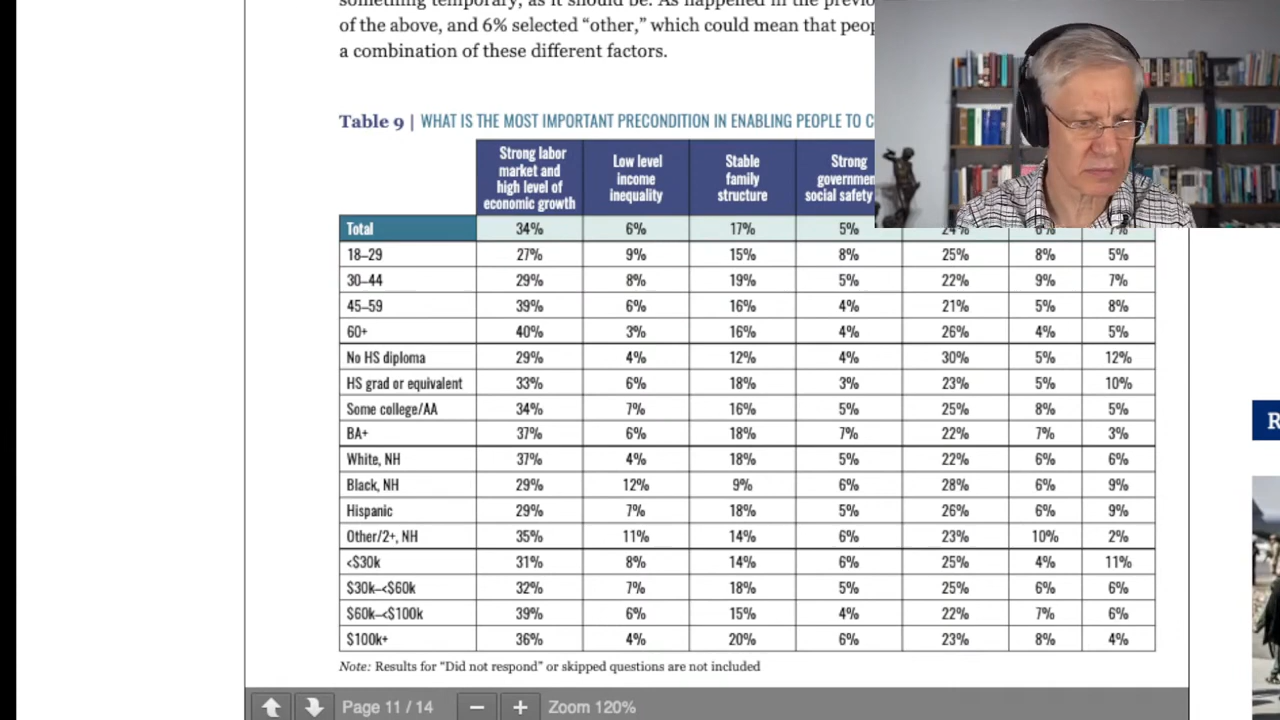 something temporary, as it should be. As happened in the previo
of the above, and 6% selected "other," which could mean that peop
a combination of these different factors.
Table 9 | WHAT IS THE MOST IMPORTANT PRECONDITION IN ENABLING PEOPLE TO C
Strong labor market and high level of economic growth Low level income inequality Stable family structure Strong governmen social safety
Total 34% 6% 17% 5% 24% 6% 7%
18–29 27% 9% 15% 8% 25% 8% 5%
30–44 29% 8% 19% 5% 22% 9% 7%
45–59 39% 6% 16% 4% 21% 5% 8%
60+ 40% 3% 16% 4% 26% 4% 5%
No HS diploma 29% 4% 12% 4% 30% 5% 12%
HS grad or equivalent 33% 6% 18% 3% 23% 5% 10%
Some college/AA 34% 7% 16% 5% 25% 8% 5%
BA+ 37% 6% 18% 7% 22% 7% 3%
White, NH 37% 4% 18% 5% 22% 6% 6%
Black, NH 29% 12% 9% 6% 28% 6% 9%
Hispanic 29% 7% 18% 5% 26% 6% 9%
Other/2+, NH 35% 11% 14% 6% 23% 10% 2%
<$30k 31% 8% 14% 6% 25% 4% 11%
$30k–<$60k 32% 7% 18% 5% 25% 6% 6%
$60k–<$100k 39% 6% 15% 4% 22% 7% 6%
$100k+ 36% 4% 20% 6% 23% 8% 4%
Note: Results for "Did not respond" or skipped questions are not included
Page 11 / 14 Zoom 120%
R